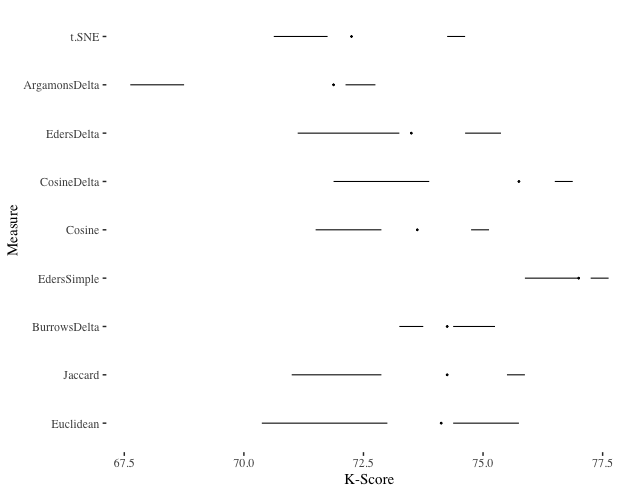 t.SNE
ArgamonsDelta
EdersDelta
CosineDelta
Cosine
EdersSimple
BurrowsDelta
Jaccard
Euclidean
Measure
67.5 70.0 72.5 75.0 77.5
K-Score